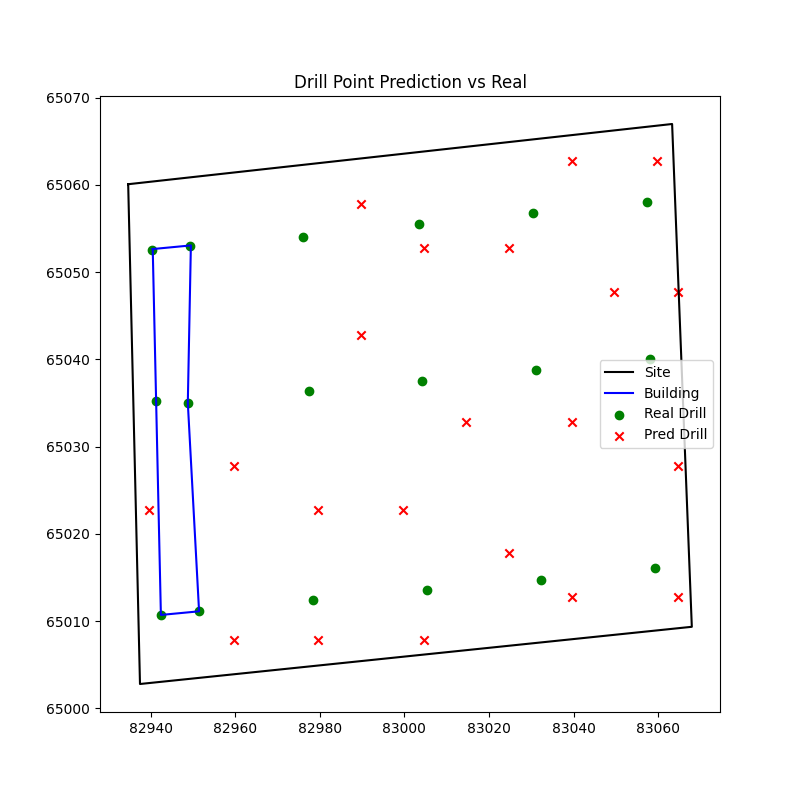 Drill Point Prediction vs Real
65070
65060
65050
65040
65030
65020
65010
65000
Site
Building
Real Drill
Pred Drill
82940 82960 82980 83000 83020 83040 83060